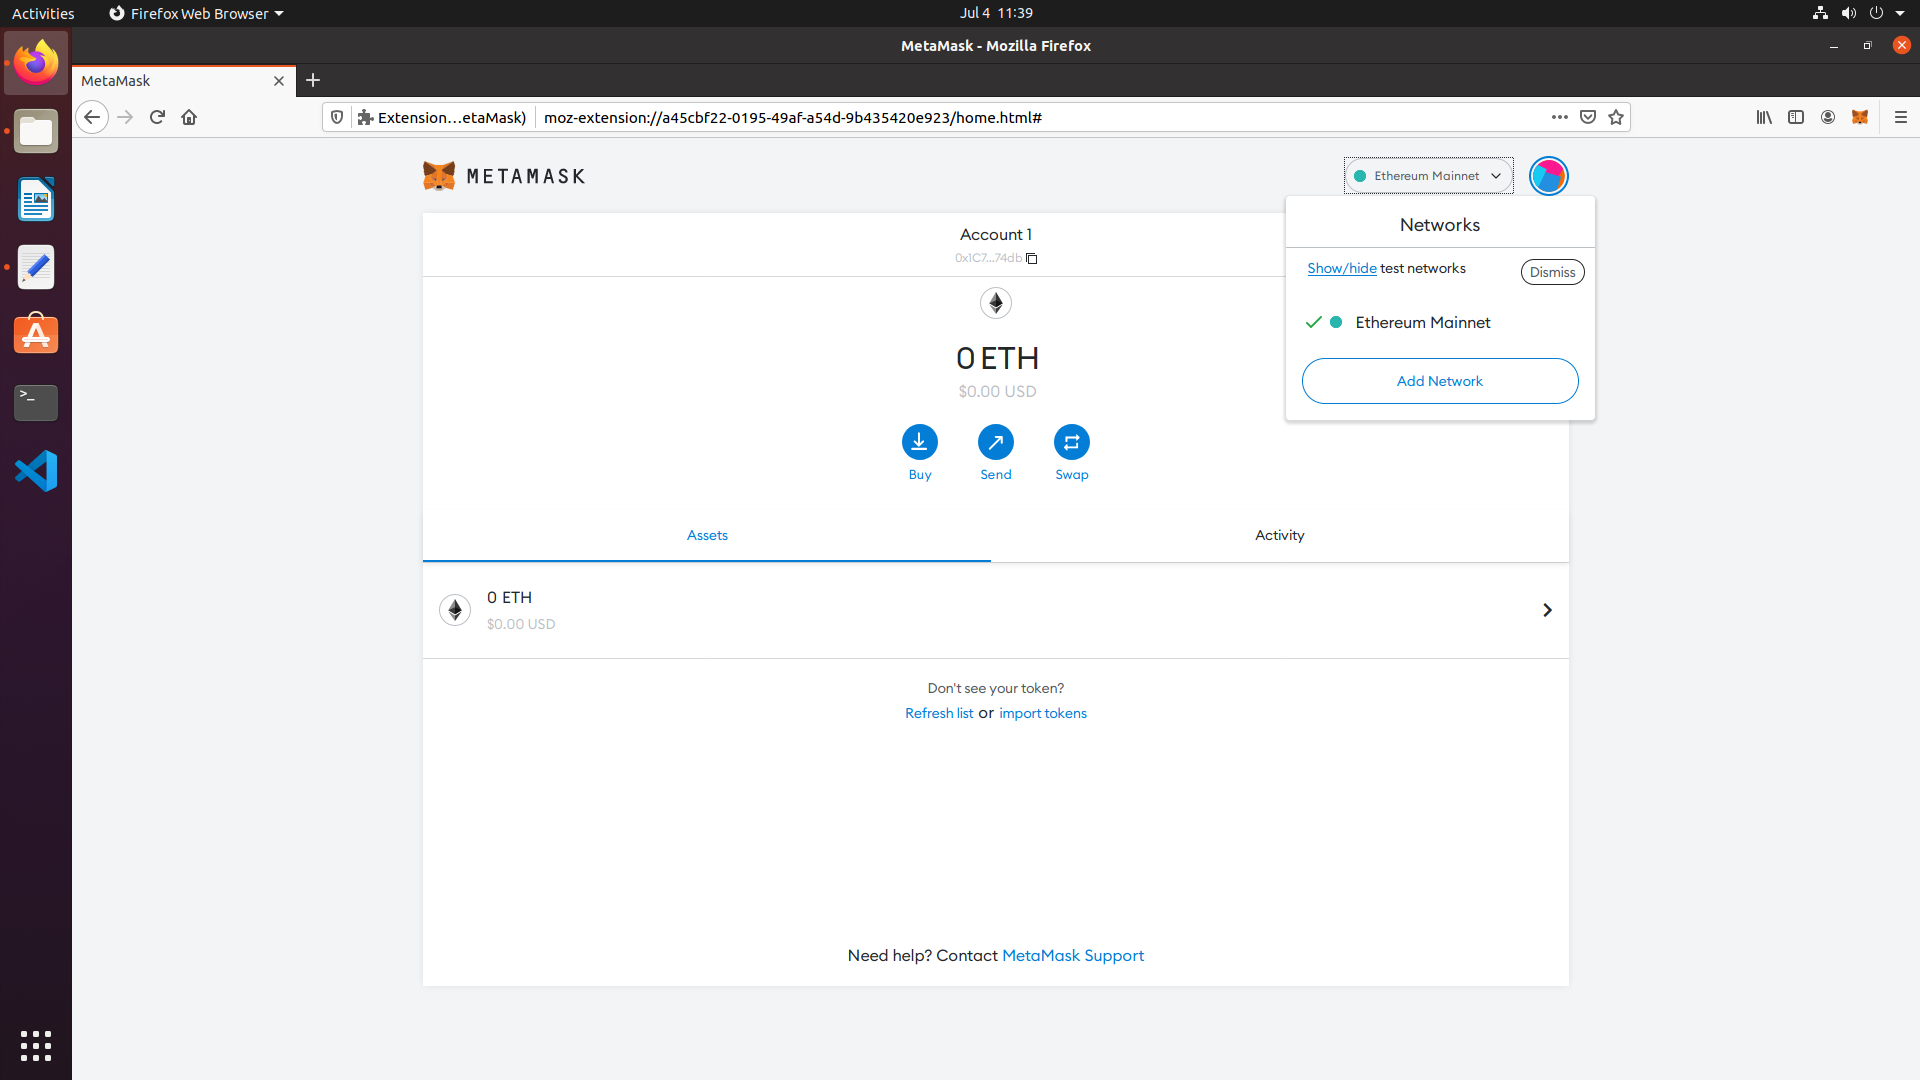 Activities
Firefox Web Browser
Jul 4 11:39
MetaMask - Mozilla Firefox
MetaMask
Extension...etaMask)
moz-extension://a45cbf22-0195-49af-a54d-9b435420e923/home.html#
METAMASK
Ethereum Mainnet
Networks
Show/hide test networks
Dismiss
Ethereum Mainnet
Add Network
Account 1
0x1C7...74db
0 ETH
$0.00 USD
Buy
Send
Swap
Assets
Activity
0 ETH
$0.00 USD
Don't see your token?
Refresh list or import tokens
Need help? Contact MetaMask Support